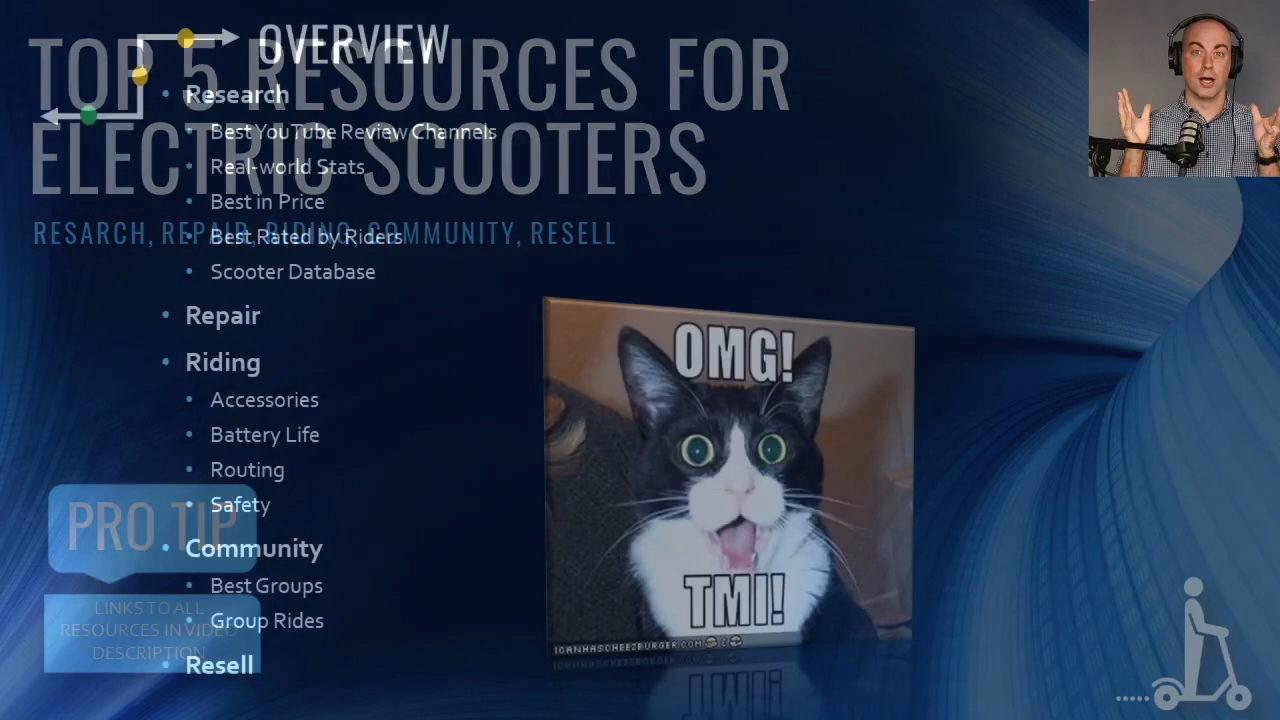 TOP 5 RESOURCES FOR
ELECTRIC SCOOTERS
RESARCH, REPAIR, RIDING, COMMUNITY, RESELL
OVERVIEW
Research
Best YouTube Review Channels
Real-world Stats
Best in Price
Best Rated by Riders
Scooter Database
Repair
Riding
Accessories
Battery Life
Routing
Safety
Community
Best Groups
Group Rides
Resell
PRO TIP
LINKS TO ALL
RESOURCES IN VIDEO
DESCRIPTION
OMG!
TMI!
ICANHASCHEEZBURGER.COM